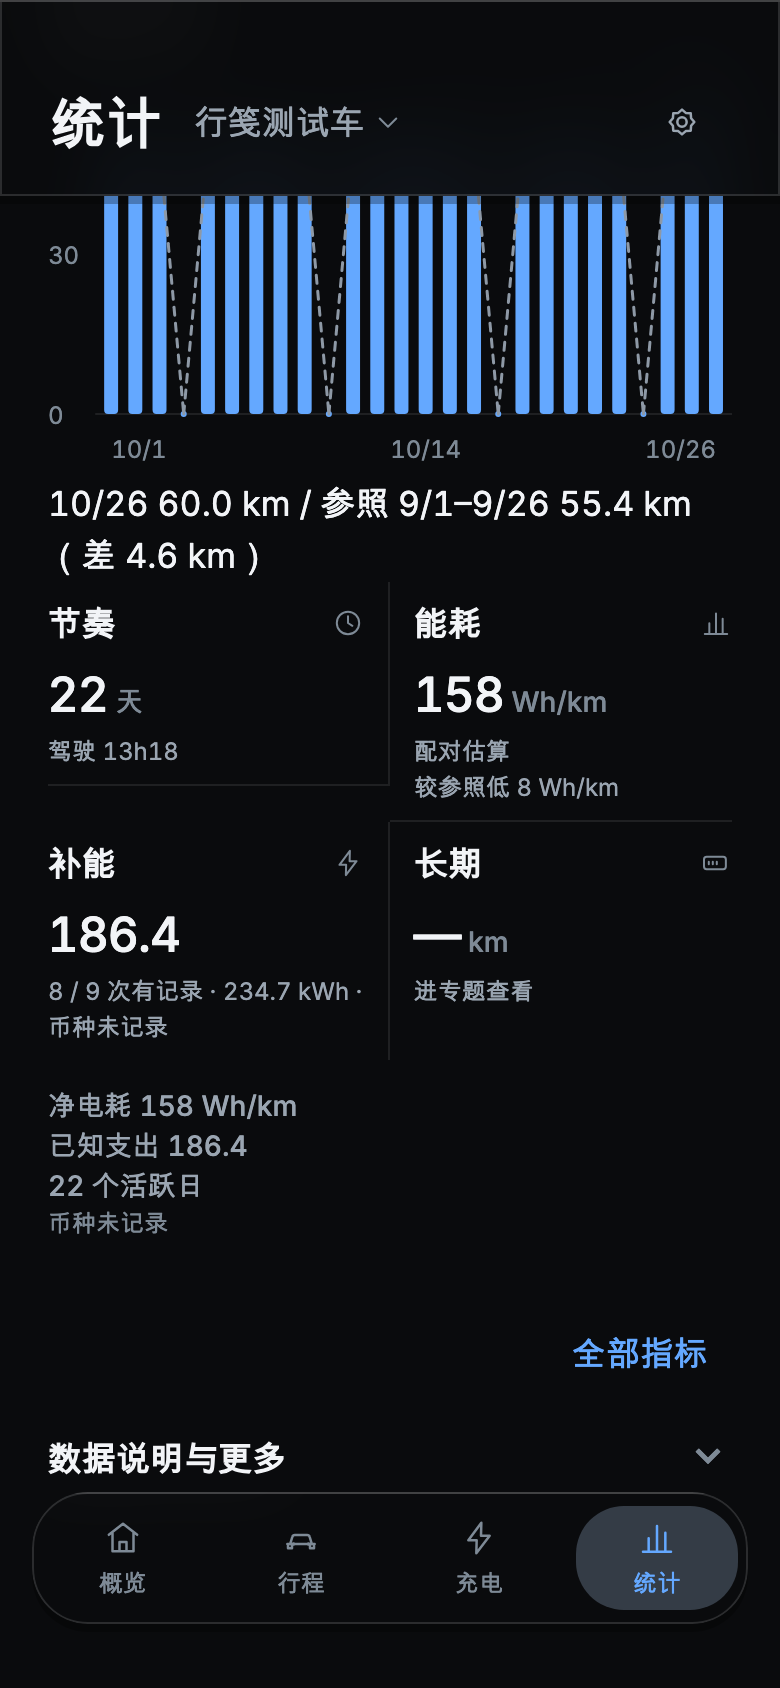 统计 行笺测试车
30
0
10/1 10/14 10/26
10/26 60.0 km / 参照 9/1–9/26 55.4 km
( 差 4.6 km )
节奏
22 天
驾驶 13h18
能耗
158 Wh/km
配对估算
较参照低 8 Wh/km
补能
186.4
8 / 9 次有记录 · 234.7 kWh ·
币种未记录
长期
— km
进专题查看
净电耗 158 Wh/km
已知支出 186.4
22 个活跃日
币种未记录
全部指标
数据说明与更多
概览 行程 充电 统计